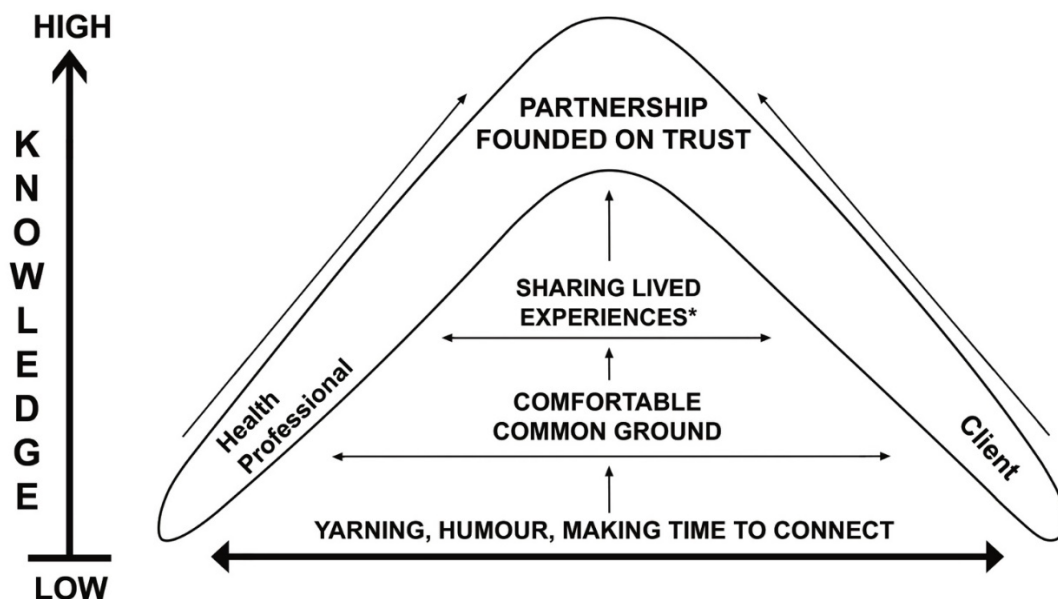 HIGH
KNOWLEDGE
LOW
PARTNERSHIP
FOUNDED ON TRUST
SHARING LIVED
EXPERIENCES*
COMFORTABLE
COMMON GROUND
YARNING, HUMOUR, MAKING TIME TO CONNECT
Health
Professional
Client